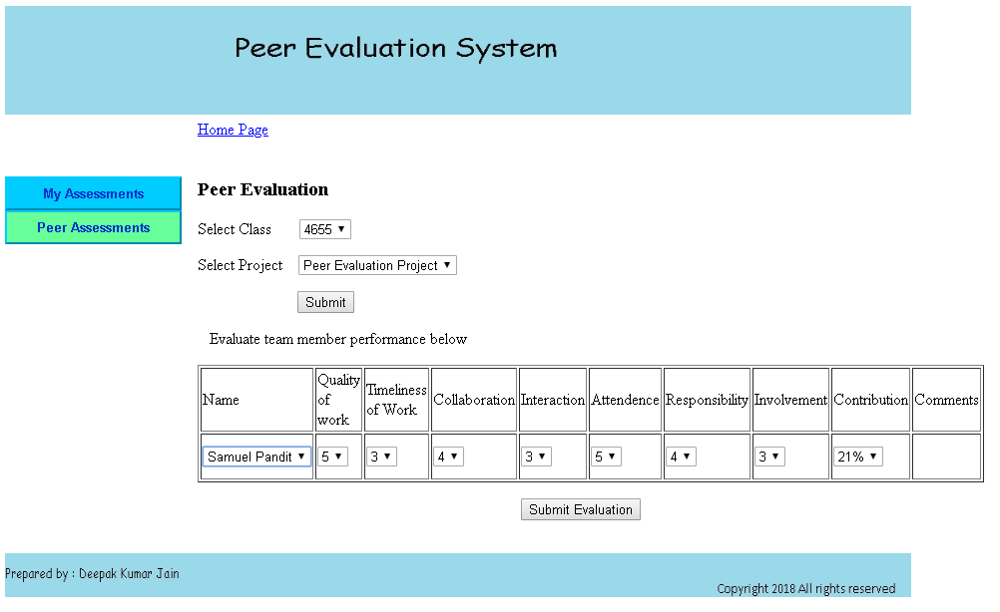 Peer Evaluation System
Home Page
My Assessments
Peer Assessments
Peer Evaluation
Select Class 4655
Select Project Peer Evaluation Project
Submit
Evaluate team member performance below
Name Quality of work Timeliness of Work Collaboration Interaction Attendence Responsibility Involvement Contribution Comments
Samuel Pandit 5 3 4 3 5 4 3 21%
Submit Evaluation
Prepared by : Deepak Kumar Jain
Copyright 2018 All rights reserved